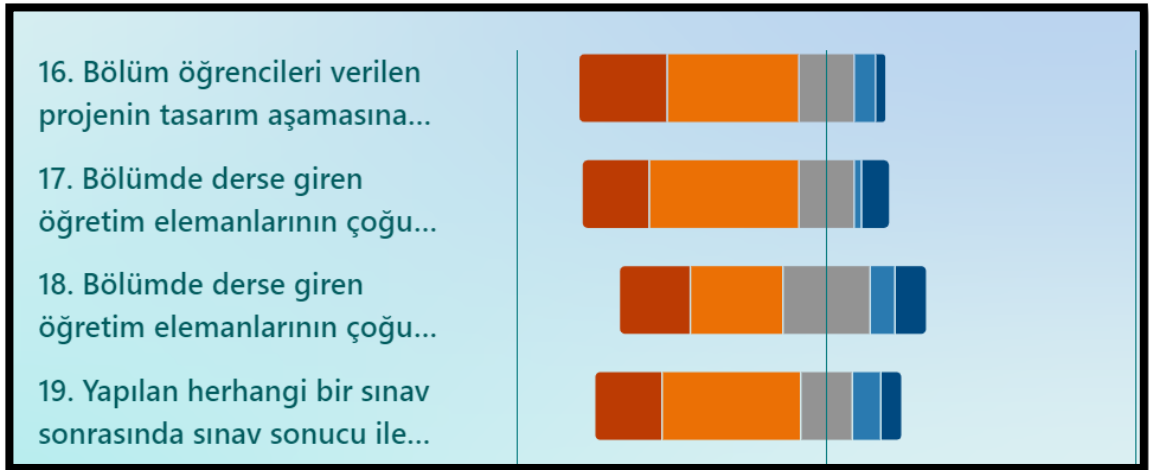 16. Bölüm öğrencileri verilen
projenin tasarım aşamasına...
17. Bölümde derse giren
öğretim elemanlarının çoğu...
18. Bölümde derse giren
öğretim elemanlarının çoğu...
19. Yapılan herhangi bir sınav
sonrasında sınav sonucu ile...